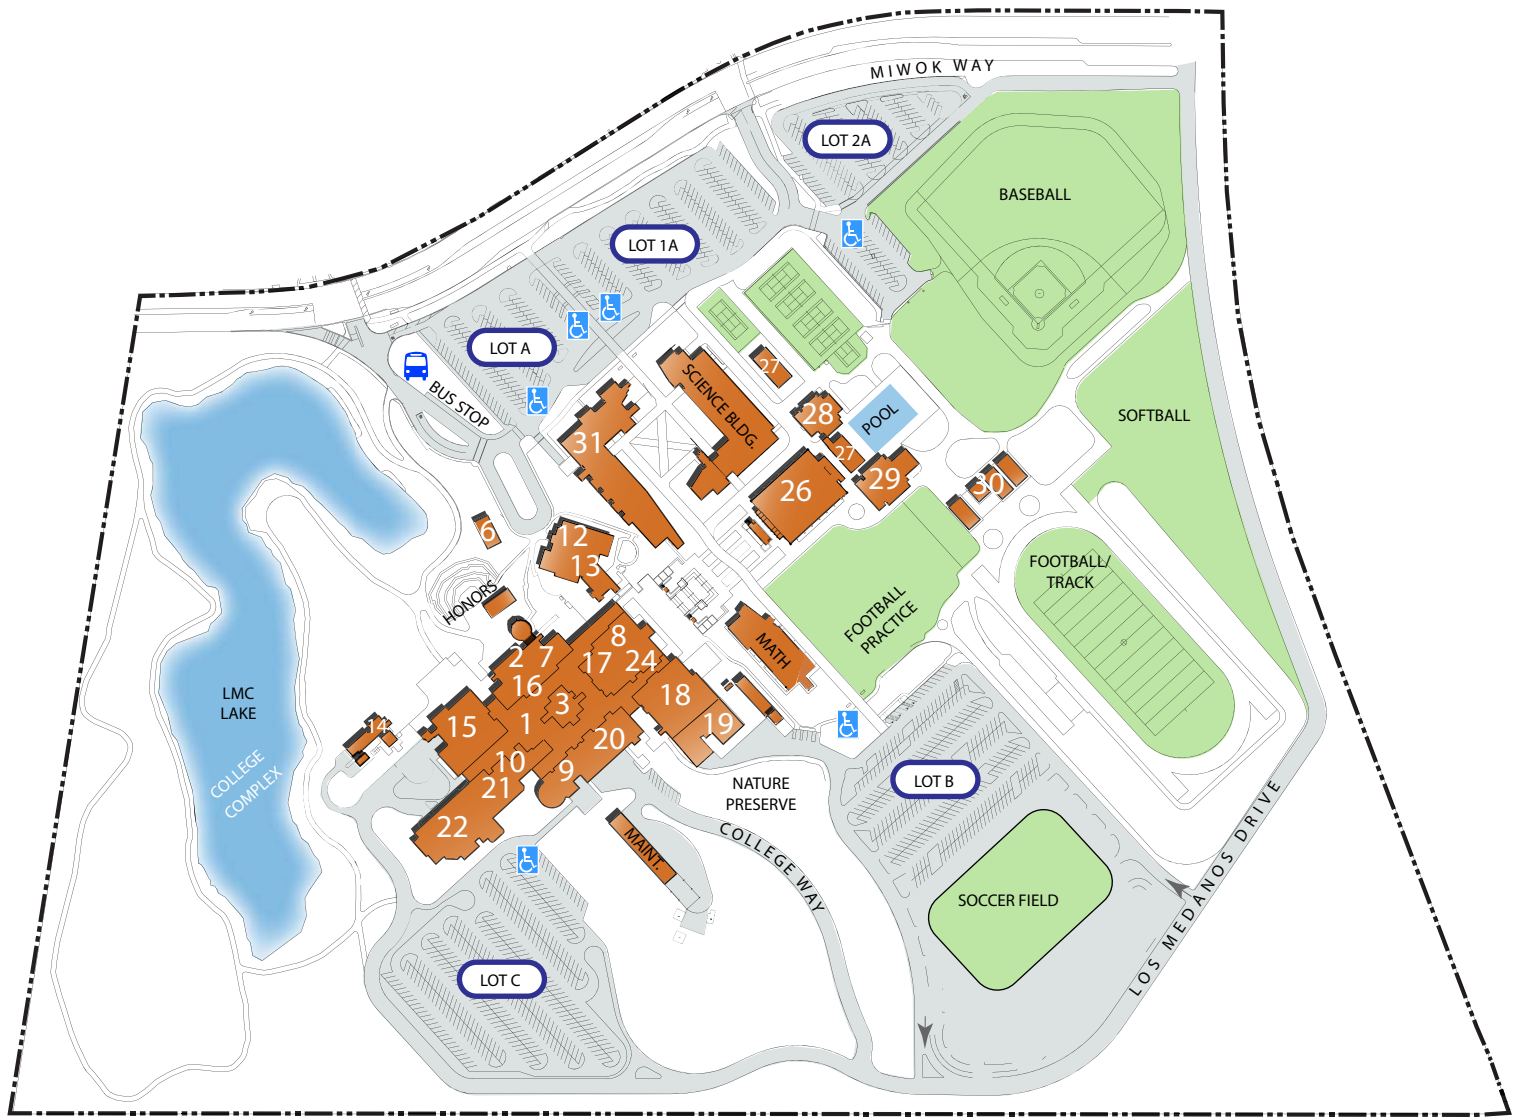 MIWOK WAY
LOT 2A
BASEBALL
LOT 1A
LOT A
BUS STOP
SCIENCE BLDG.
27
28
POOL
27
SOFTBALL
31
26
29
30
6
12
13
HONORS
FOOTBALL/
TRACK
FOOTBALL
PRACTICE
MATH
8
2
7
17
24
16
18
3
15
1
19
20
14
10
9
21
22
LMC
LAKE
COLLEGE
COMPLEX
NATURE
PRESERVE
LOT B
MAINT.
COLLEGE WAY
SOCCER FIELD
LOS MEDANOS DRIVE
LOT C